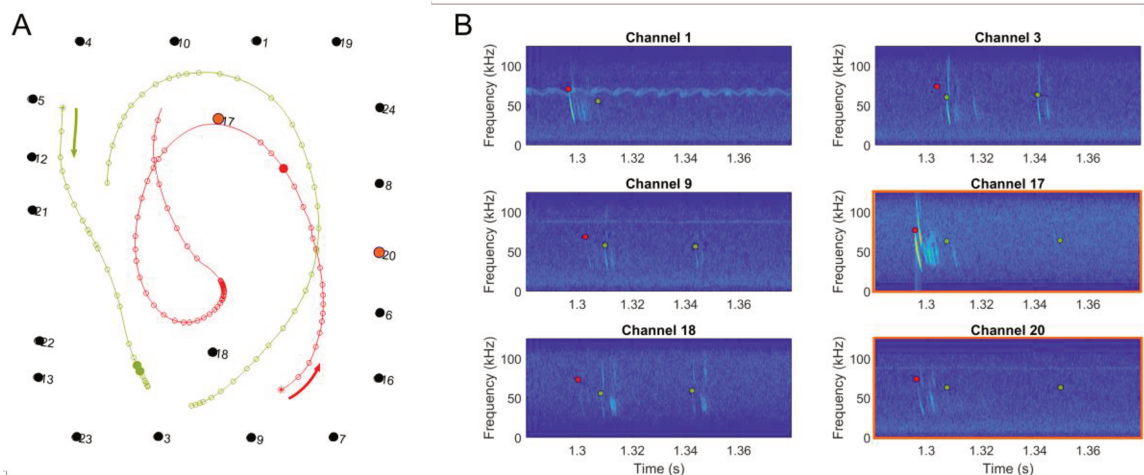 A
4
10
1
19
5
17
24
12
8
21
20
6
22
18
13
16
23
3
9
7
B
Channel 1
Frequency (kHz)
100
50
0
1.3 1.32 1.34 1.36
Channel 3
Frequency (kHz)
100
50
0
1.3 1.32 1.34 1.36
Channel 9
Frequency (kHz)
100
50
0
1.3 1.32 1.34 1.36
Channel 17
Frequency (kHz)
100
50
0
1.3 1.32 1.34 1.36
Channel 18
Frequency (kHz)
100
50
0
1.3 1.32 1.34 1.36
Time (s)
Channel 20
Frequency (kHz)
100
50
0
1.3 1.32 1.34 1.36
Time (s)